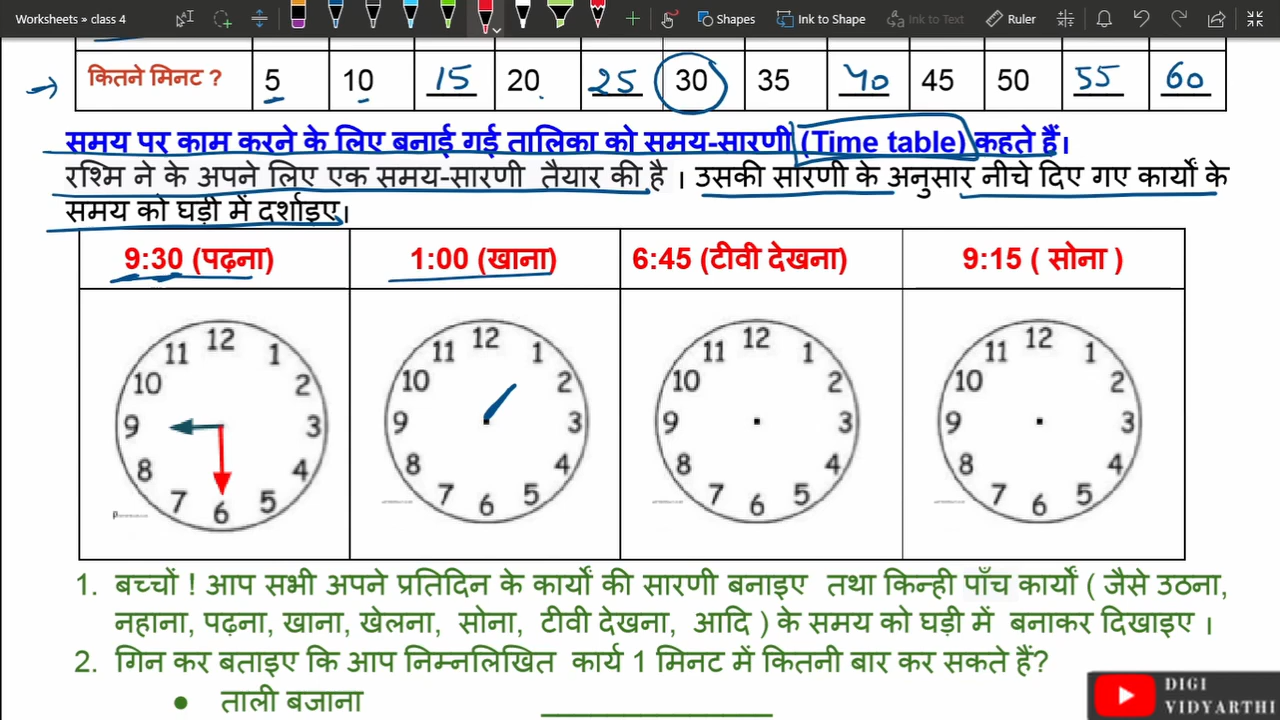 Worksheets » class 4
Shapes Ink to Shape Ink to Text Ruler
कितने मिनट ? 5 10 15 20 25 30 35 40 45 50 55 60
समय पर काम करने के लिए बनाई गई तालिका को समय-सारणी (Time table) कहते हैं।
रश्मि ने के अपने लिए एक समय-सारणी तैयार की है । उसकी सारणी के अनुसार नीचे दिए गए कार्यों के
समय को घड़ी में दर्शाइए।
9:30 (पढ़ना) 1:00 (खाना) 6:45 (टीवी देखना) 9:15 ( सोना )
12 1 2 3 4 5 6 7 8 9 10 11
12 1 2 3 4 5 6 7 8 9 10 11
12 1 2 3 4 5 6 7 8 9 10 11
12 1 2 3 4 5 6 7 8 9 10 11
1. बच्चों ! आप सभी अपने प्रतिदिन के कार्यों की सारणी बनाइए तथा किन्ही पाँच कार्यों ( जैसे उठना,
नहाना, पढ़ना, खाना, खेलना, सोना, टीवी देखना, आदि ) के समय को घड़ी में बनाकर दिखाइए ।
2. गिन कर बताइए कि आप निम्नलिखित कार्य 1 मिनट में कितनी बार कर सकते हैं?
● ताली बजाना
DIGI
VIDYARTHI